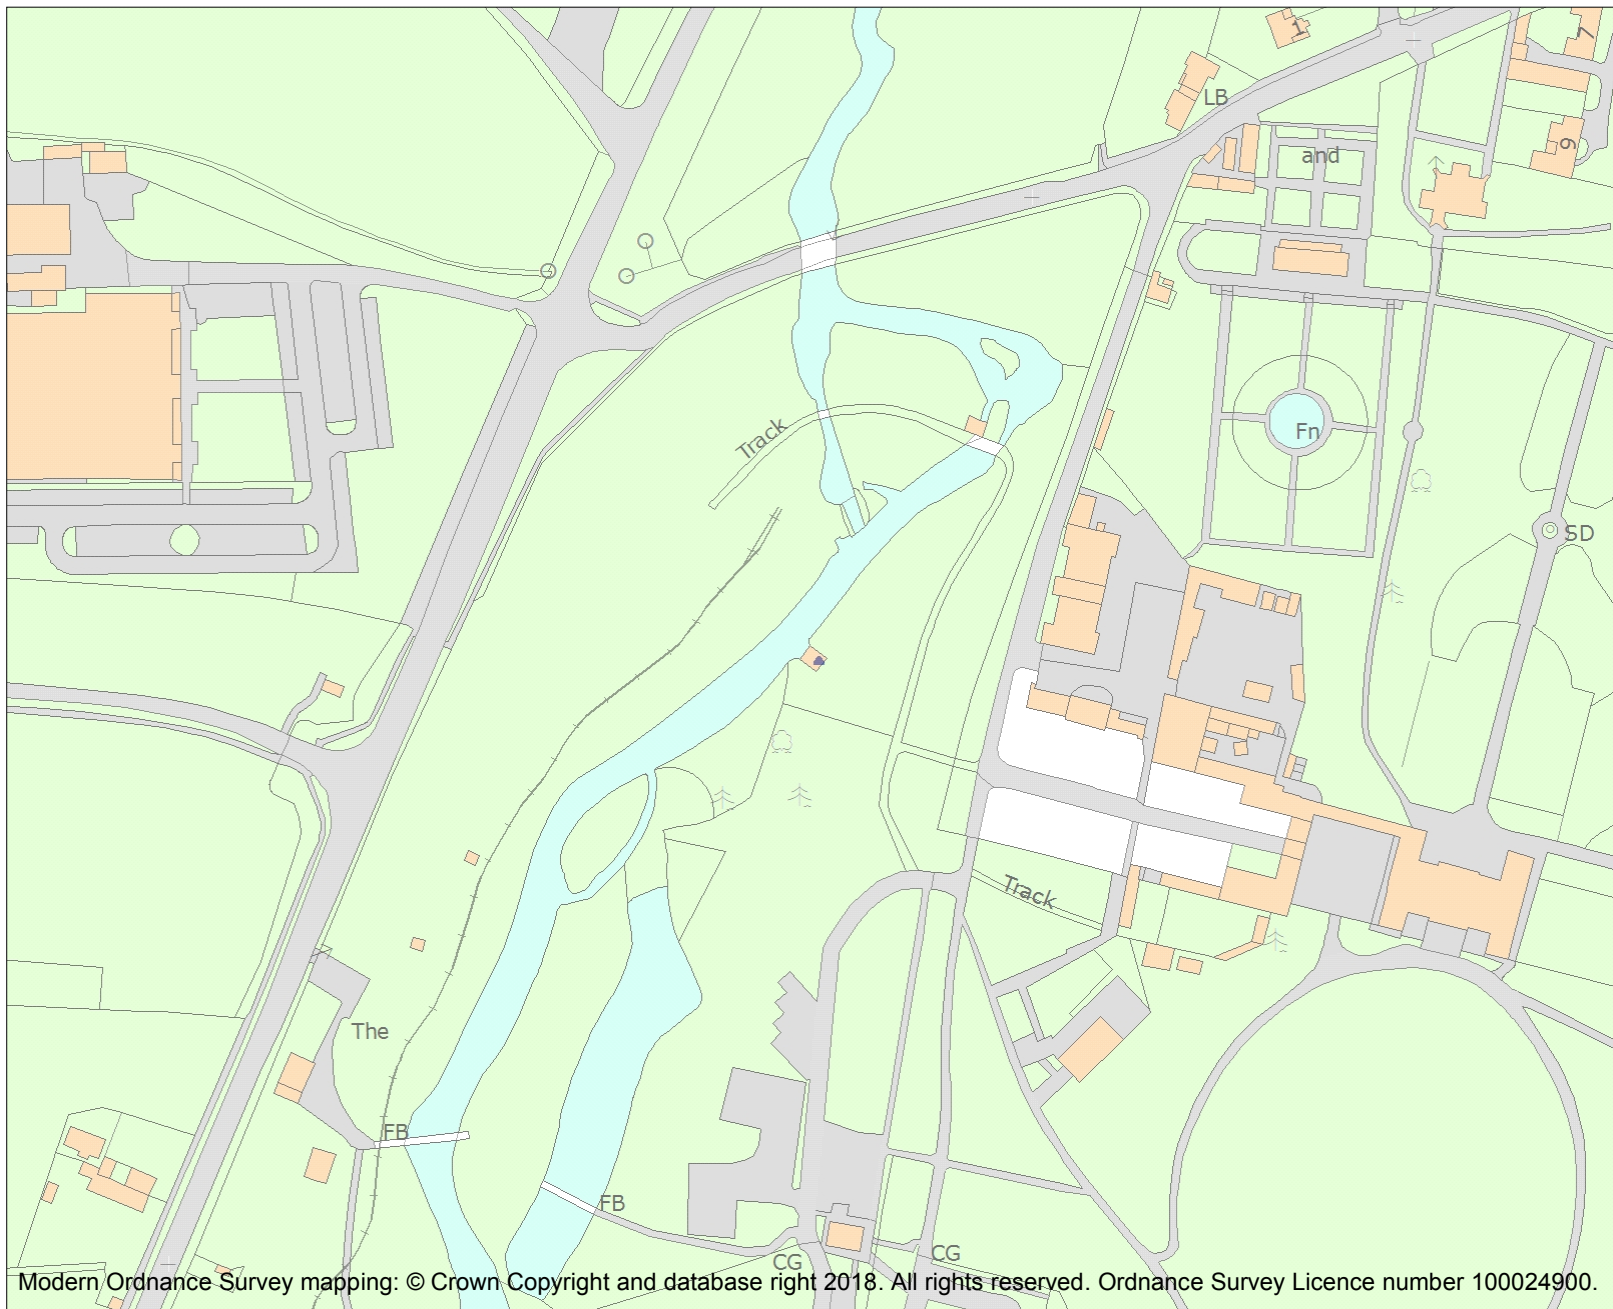 1
7
LB
and
9
Track
Fn
SD
Track
The
FB
FB
CG
CG
Modern Ordnance Survey mapping: © Crown Copyright and database right 2018. All rights reserved. Ordnance Survey Licence number 100024900.